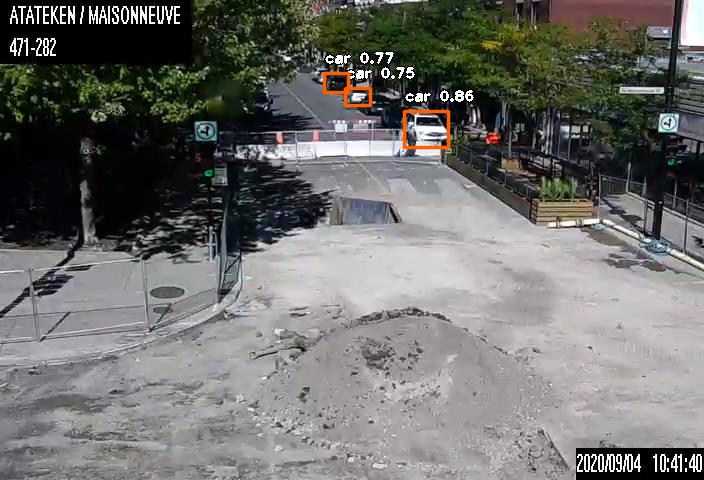 ATATEKEN / MAISONNEUVE
471-282
car 0.77
car 0.75
car 0.86
2020/09/04 10:41:40